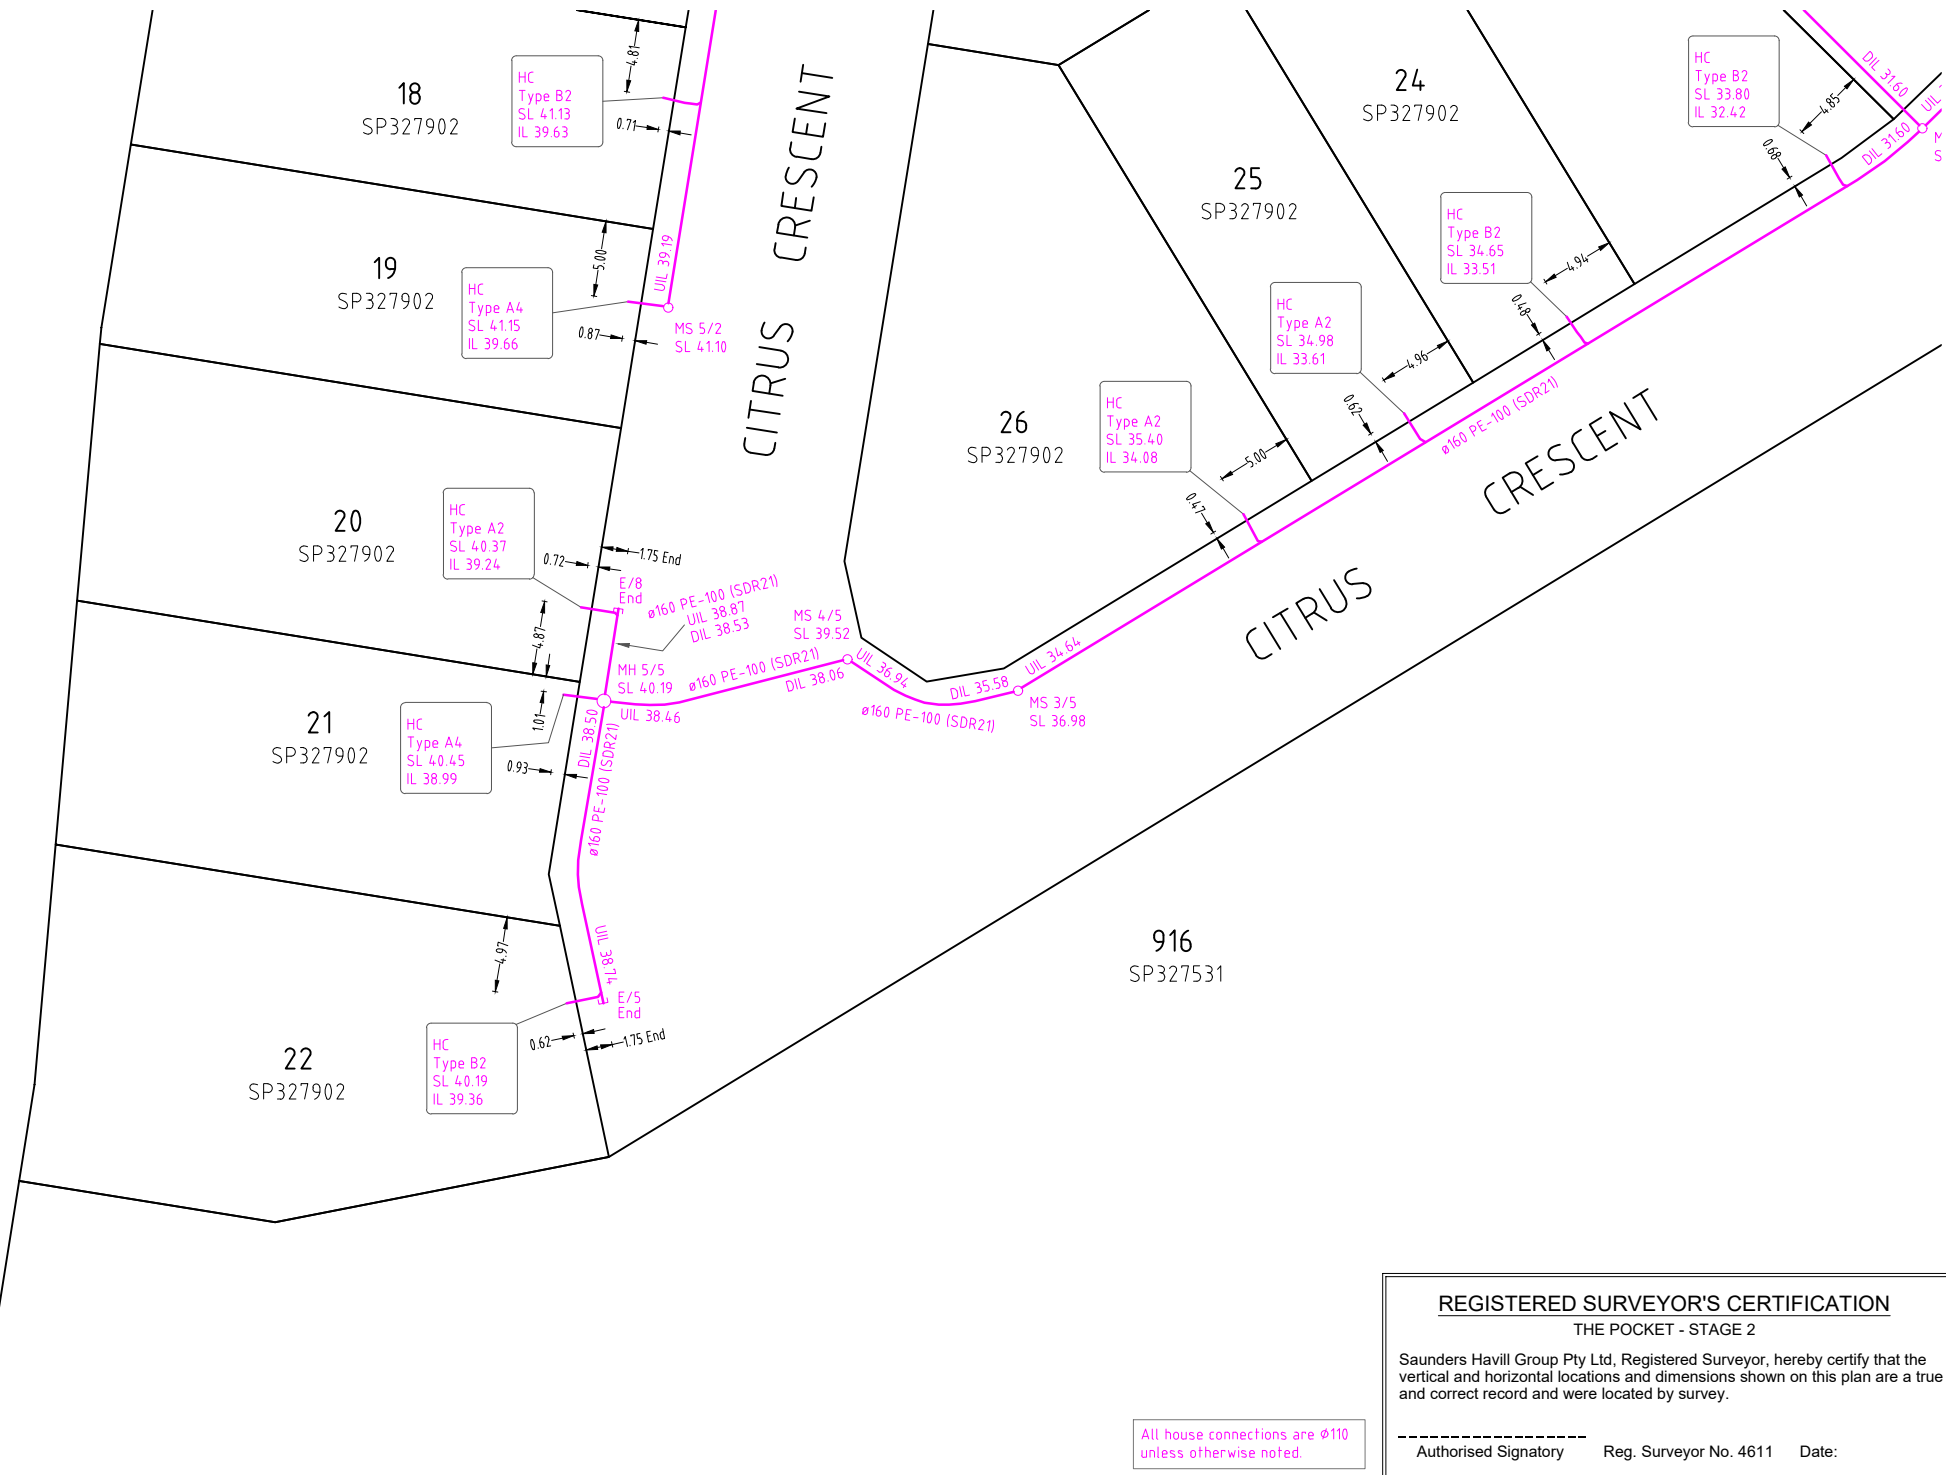 18
SP327902
HC
Type B2
SL 41.13
IL 39.63
4.81
0.71
19
SP327902
HC
Type A4
SL 41.15
IL 39.66
5.00
0.87
UIL 39.19
MS 5/2
SL 41.10
CITRUS CRESCENT
20
SP327902
HC
Type A2
SL 40.37
IL 39.24
0.72
1.75 End
E/8
End
ø160 PE-100 (SDR21)
UIL 38.87
DIL 38.53
4.87
MH 5/5
SL 40.19
ø160 PE-100 (SDR21)
UIL 38.46
DIL 38.06
MS 4/5
SL 39.52
UIL 36.94
DIL 35.58
ø160 PE-100 (SDR21)
MS 3/5
SL 36.98
UIL 34.64
21
SP327902
HC
Type A4
SL 40.45
IL 38.99
1.01
0.93
DIL 38.50
ø160 PE-100 (SDR21)
UIL 38.74
E/5
End
4.97
22
SP327902
HC
Type B2
SL 40.19
IL 39.36
0.62
1.75 End
26
SP327902
HC
Type A2
SL 35.40
IL 34.08
5.00
0.47
25
SP327902
HC
Type A2
SL 34.98
IL 33.61
4.96
0.62
24
SP327902
HC
Type B2
SL 34.65
IL 33.51
4.94
0.48
HC
Type B2
SL 33.80
IL 32.42
4.85
0.68
DIL 31.60
DIL 31.60
UIL
M
S
ø160 PE-100 (SDR21)
CITRUS CRESCENT
916
SP327531
All house connections are Ø110
unless otherwise noted.
REGISTERED SURVEYOR'S CERTIFICATION
THE POCKET - STAGE 2
Saunders Havill Group Pty Ltd, Registered Surveyor, hereby certify that the
vertical and horizontal locations and dimensions shown on this plan are a true
and correct record and were located by survey.
Authorised Signatory Reg. Surveyor No. 4611 Date: